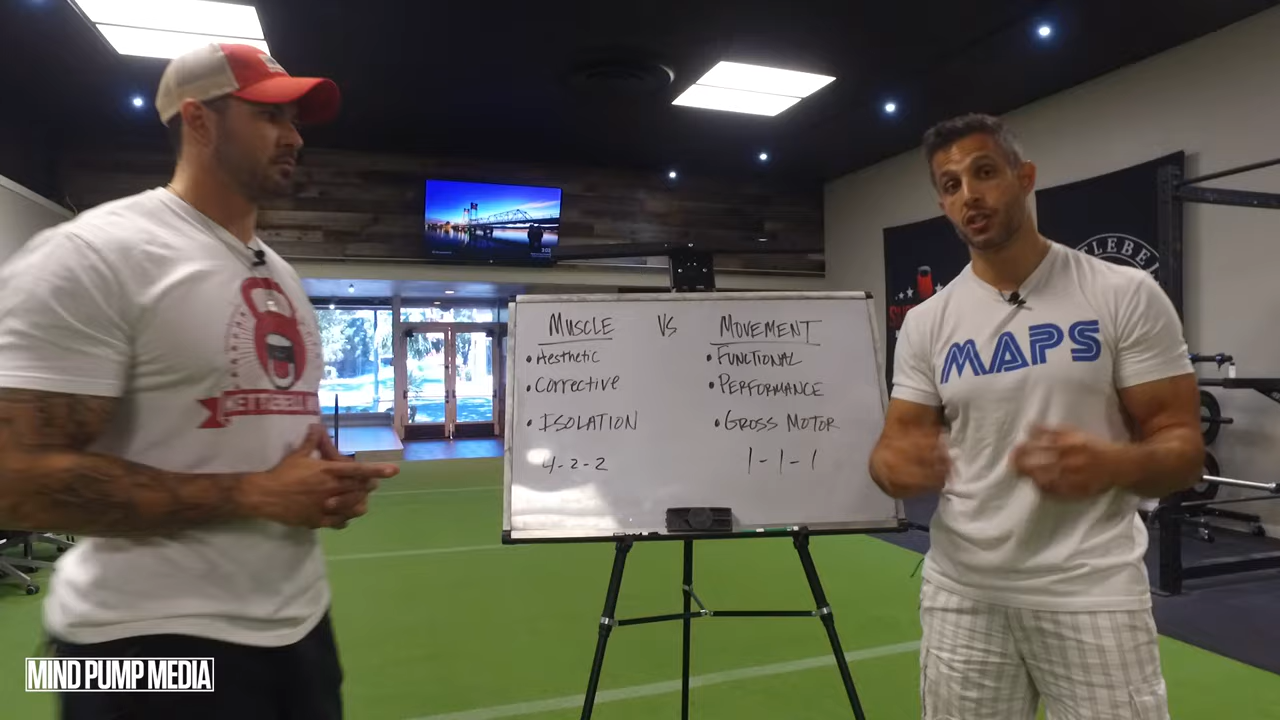 MUSCLE VS MOVEMENT
• Aesthetic
• Corrective
• ISOLATION
4-2-2
• FUNCTIONAL
• PERFORMANCE
• GROSS MOTOR
1-1-1
MAPS
MIND PUMP MEDIA